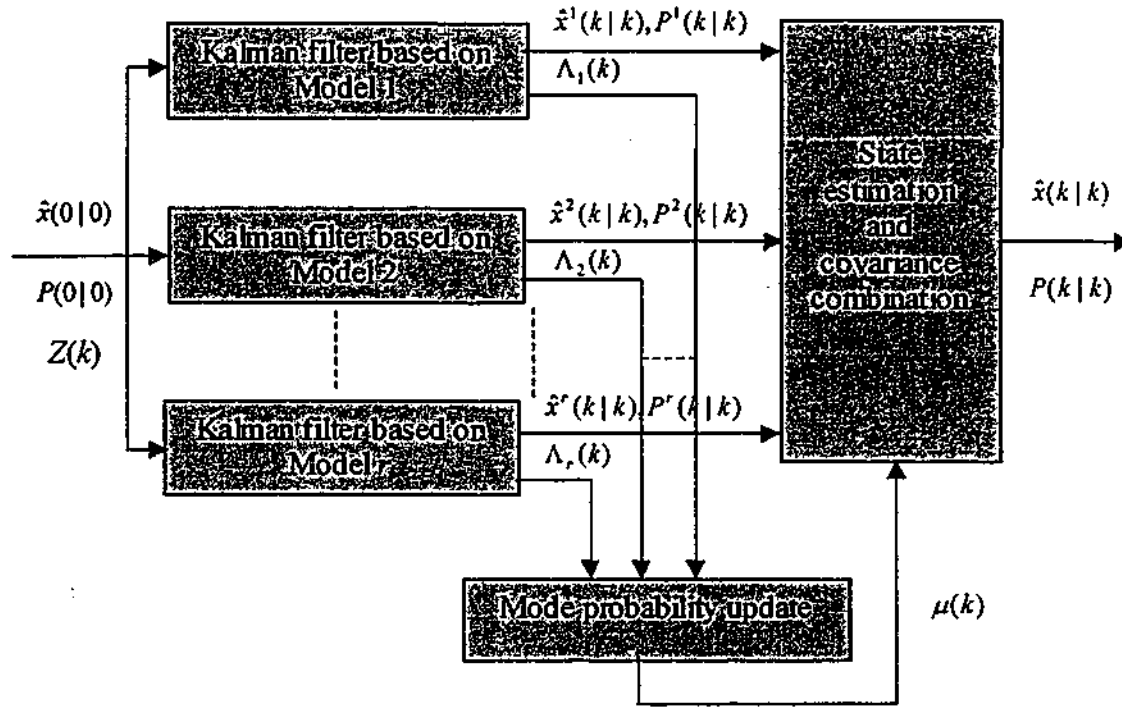 x̂¹(k|k), P¹(k|k)
Kalman filter based on
Model 1
Λ₁(k)
x̂(0|0)
P(0|0)
Z(k)
x̂²(k|k), P²(k|k)
Kalman filter based on
Model 2
Λ₂(k)
x̂ʳ(k|k), Pʳ(k|k)
Kalman filter based on
Model r
Λᵣ(k)
State
estimation
and
covariance
combination
x̂(k|k)
P(k|k)
Mode probability update
μ(k)